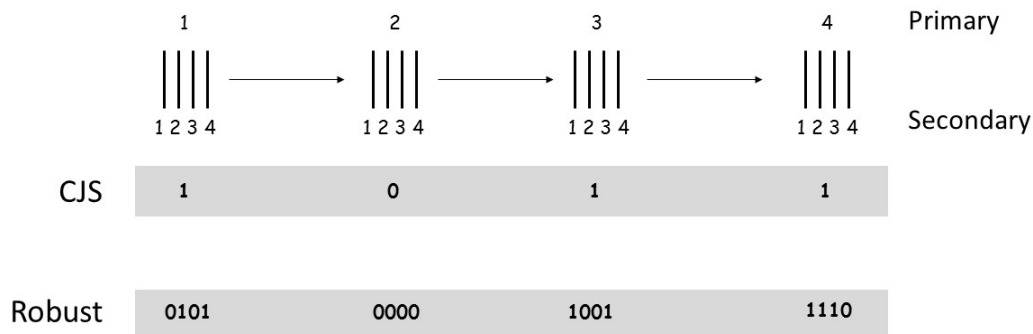 1 2 3 4 Primary
1 2 3 4 1 2 3 4 1 2 3 4 1 2 3 4 Secondary
CJS 1 0 1 1
Robust 0101 0000 1001 1110